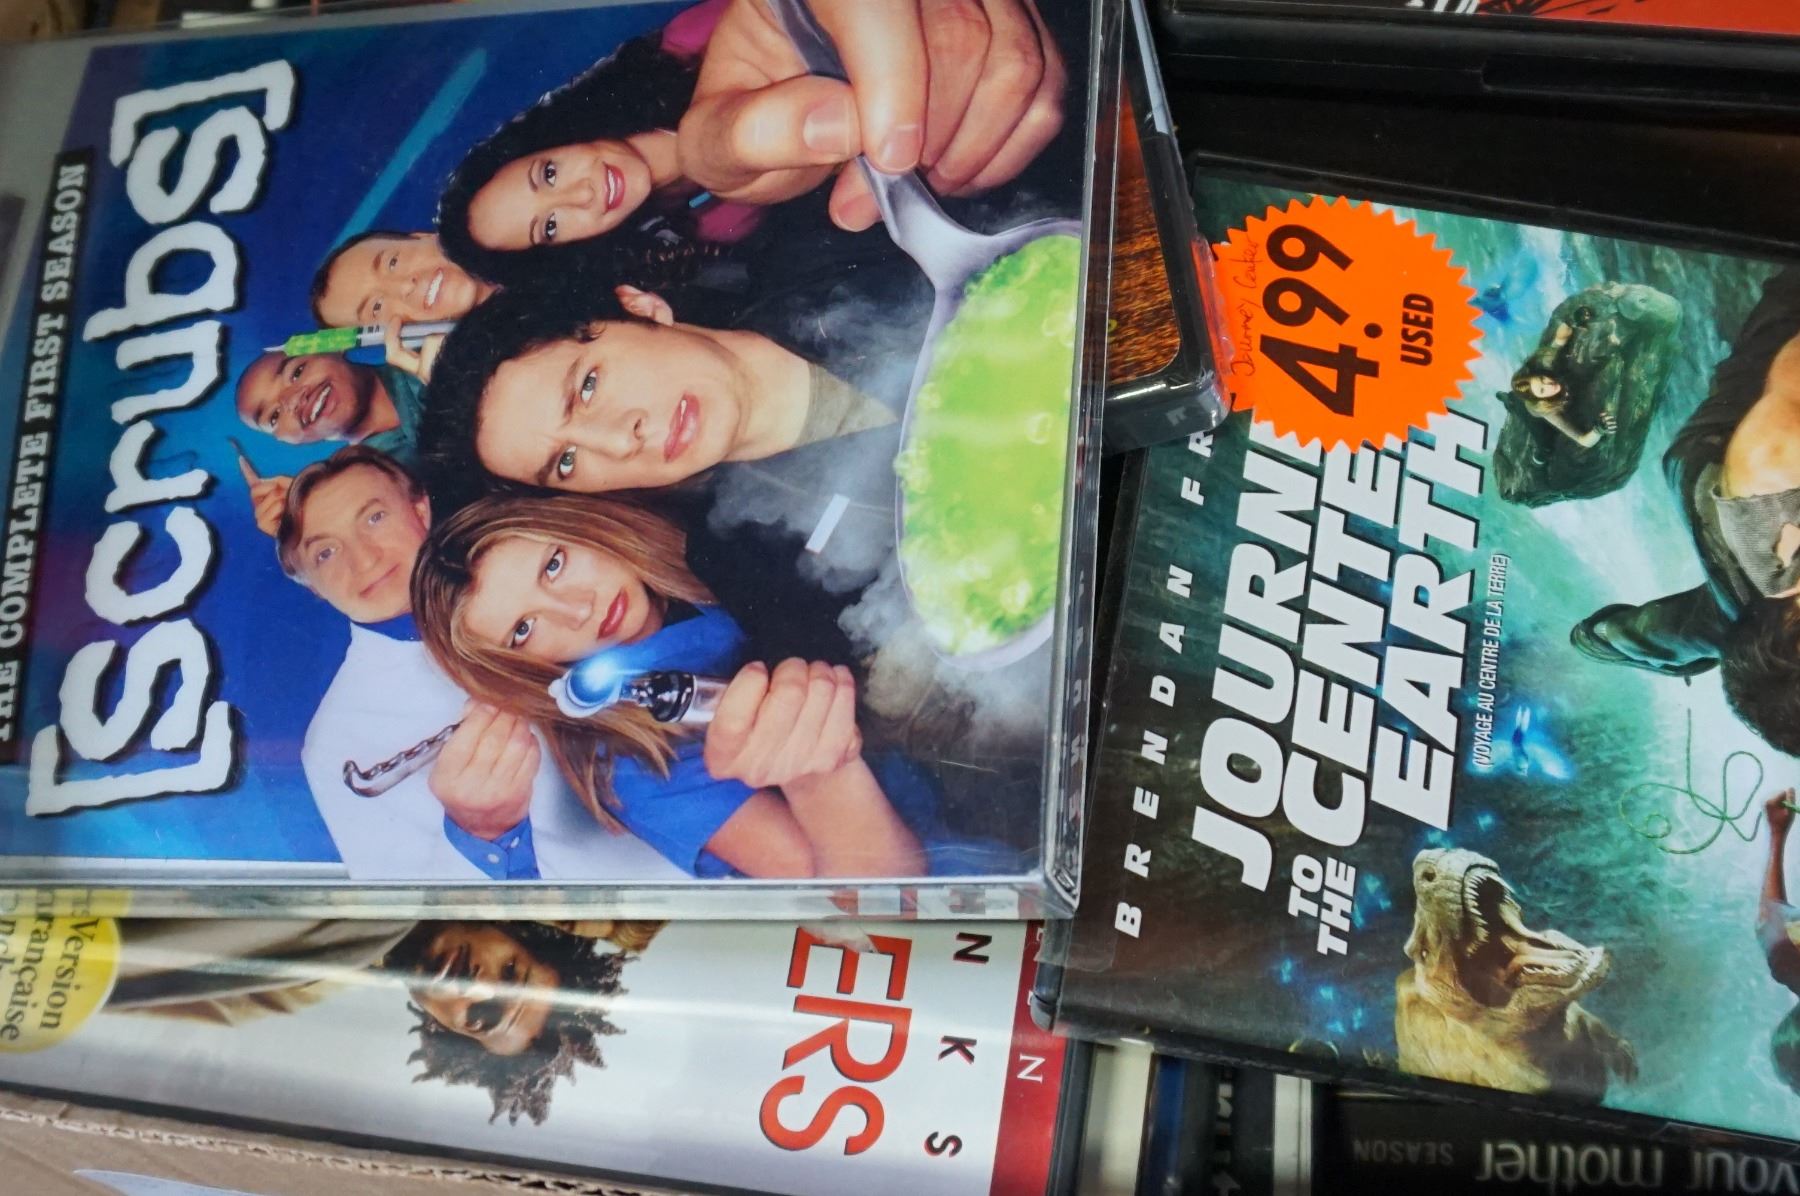 THE COMPLETE FIRST SEASON
[scrubs]
4.99
USED
BRENDAN FR
JOURN
TO THE CENTE
EARTH
(VOYAGE AU CENTRE DE LA TERRE)
Version
française
ERS
NKS
N
your mother
SEASON